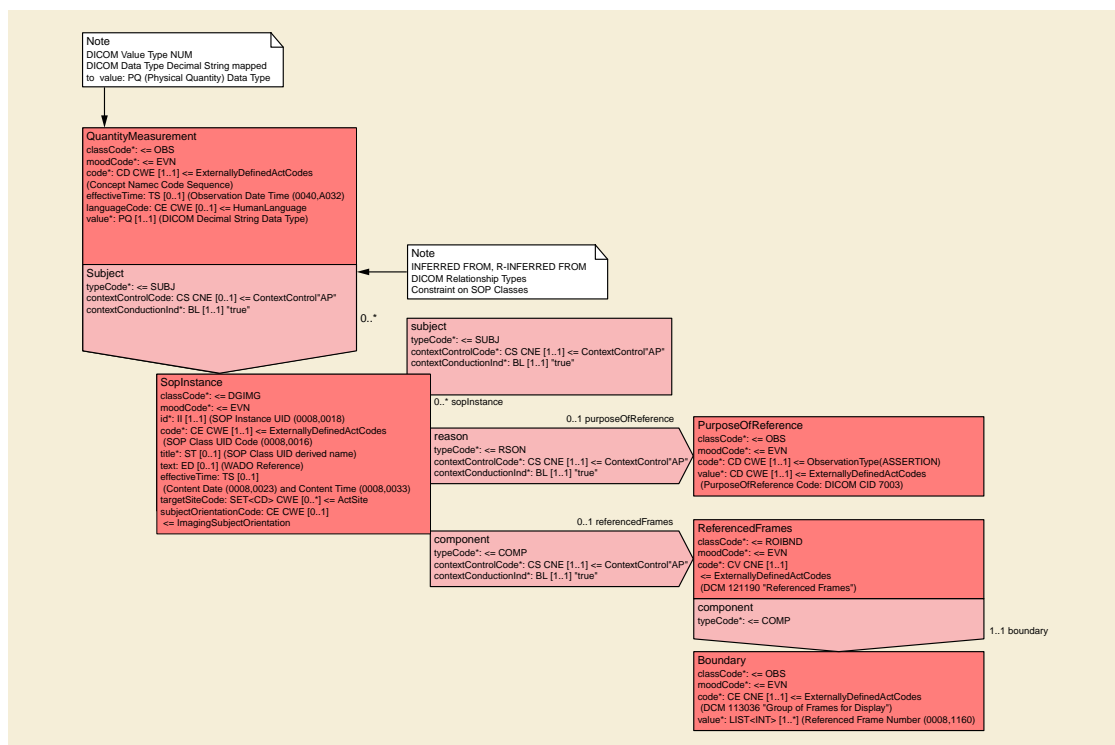 Note
DICOM Value Type NUM
DICOM Data Type Decimal String mapped
to  value: PQ (Physical Quantity) Data Type
QuantityMeasurement
classCode*: <= OBS
moodCode*: <= EVN
code*: CD CWE [1..1] <= ExternallyDefinedActCodes
(Concept Namec Code Sequence)
effectiveTime: TS [0..1] (Observation Date Time (0040,A032)
languageCode: CE CWE [0..1] <= HumanLanguage
value*: PQ [1..1] (DICOM Decimal String Data Type)
Note
INFERRED FROM, R-INFERRED FROM
DICOM Relationship Types
Constraint on SOP Classes
Subject
typeCode*: <= SUBJ
contextControlCode: CS CNE [0..1] <= ContextControl"AP"
contextConductionInd*: BL [1..1] "true"
0..*
subject
typeCode*: <= SUBJ
contextControlCode*: CS CNE [1..1] <= ContextControl"AP"
contextConductionInd*: BL [1..1] "true"
0..* sopInstance
SopInstance
classCode*: <= DGIMG
moodCode*: <= EVN
id*: II [1..1] (SOP Instance UID (0008,0018)
code*: CE CWE [1..1] <= ExternallyDefinedActCodes
(SOP Class UID Code (0008,0016)
title*: ST [0..1] (SOP Class UID derived name)
text: ED [0..1] (WADO Reference)
effectiveTime: TS [0..1]
(Content Date (0008,0023) and Content Time (0008,0033)
targetSiteCode: SET<CD> CWE [0..*] <= ActSite
subjectOrientationCode: CE CWE [0..1]
<= ImagingSubjectOrientation
0..1 purposeOfReference
reason
typeCode*: <= RSON
contextControlCode*: CS CNE [1..1] <= ContextControl"AP"
contextConductionInd*: BL [1..1] "true"
PurposeOfReference
classCode*: <= OBS
moodCode*: <= EVN
code*: CD CWE [1..1] <= ObservationType(ASSERTION)
value*: CD CWE [1..1] <= ExternallyDefinedActCodes
(PurposeOfReference Code: DICOM CID 7003)
0..1 referencedFrames
component
typeCode*: <= COMP
contextControlCode*: CS CNE [1..1] <= ContextControl"AP"
contextConductionInd*: BL [1..1] "true"
ReferencedFrames
classCode*: <= ROIBND
moodCode*: <= EVN
code*: CV CNE [1..1]
<= ExternallyDefinedActCodes
(DCM 121190 "Referenced Frames")
component
typeCode*: <= COMP
1..1 boundary
Boundary
classCode*: <= OBS
moodCode*: <= EVN
code*: CE CNE [1..1] <= ExternallyDefinedActCodes
(DCM 113036 "Group of Frames for Display")
value*: LIST<INT> [1..*] (Referenced Frame Number (0008,1160)